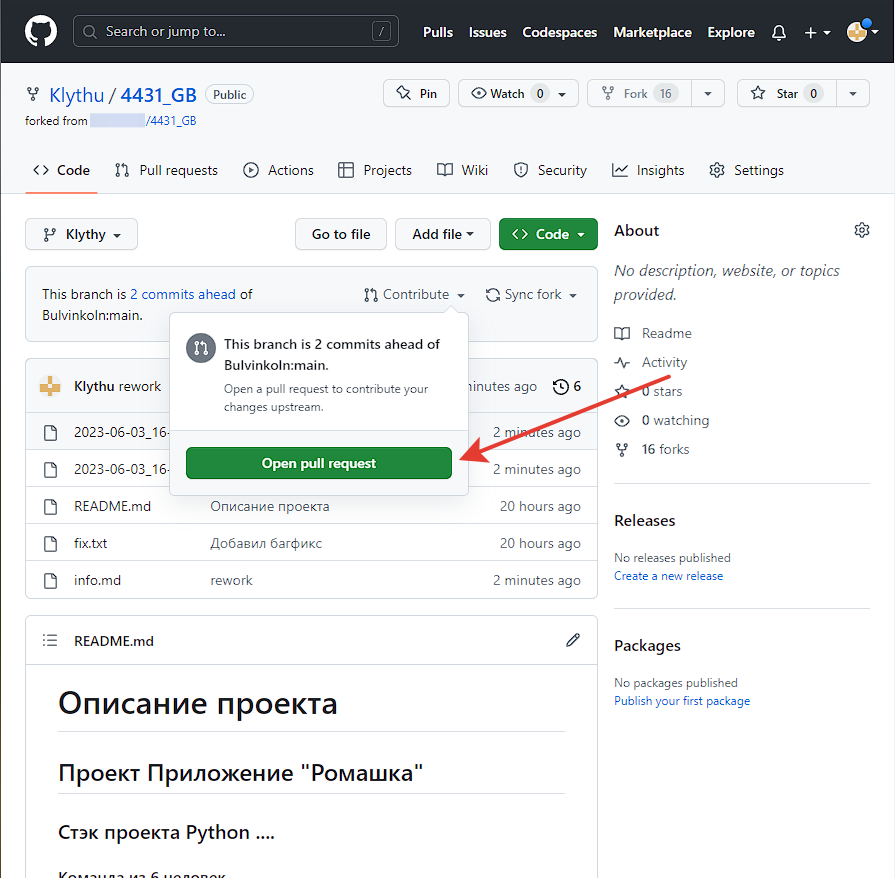 Search or jump to... /
Pulls Issues Codespaces Marketplace Explore
Klythu / 4431_GB Public
Pin Watch 0 Fork 16 Star 0
forked from /4431_GB
Code Pull requests Actions Projects Wiki Security Insights Settings
Klythy Go to file Add file Code
This branch is 2 commits ahead of
Bulvinkoln:main.
Contribute Sync fork
This branch is 2 commits ahead of
Bulvinkoln:main.
Open a pull request to contribute your
changes upstream.
Open pull request
Klythu rework minutes ago 6
2023-06-03_16- 2 minutes ago
2023-06-03_16- 2 minutes ago
README.md Описание проекта 20 hours ago
fix.txt Добавил багфикс 20 hours ago
info.md rework 2 minutes ago
README.md
Описание проекта
Проект Приложение "Ромашка"
Стэк проекта Python ....
Команда из 6 человек
About
No description, website, or topics
provided.
Readme
Activity
0 stars
0 watching
16 forks
Releases
No releases published
Create a new release
Packages
No packages published
Publish your first package